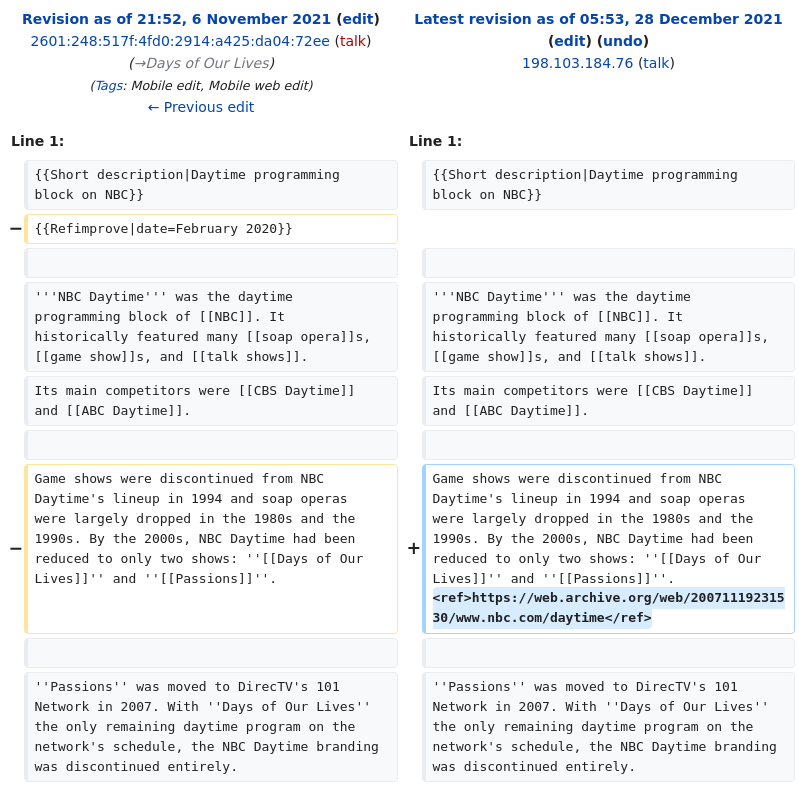 Revision as of 21:52, 6 November 2021 (edit)
2601:248:517f:4fd0:2914:a425:da04:72ee (talk)
(→Days of Our Lives)
(Tags: Mobile edit, Mobile web edit)
← Previous edit
Latest revision as of 05:53, 28 December 2021
(edit) (undo)
198.103.184.76 (talk)
Line 1:
Line 1:
{{Short description|Daytime programming
block on NBC}}
{{Short description|Daytime programming
block on NBC}}
− {{Refimprove|date=February 2020}}
'''NBC Daytime''' was the daytime
programming block of [[NBC]]. It
historically featured many [[soap opera]]s,
[[game show]]s, and [[talk shows]].
'''NBC Daytime''' was the daytime
programming block of [[NBC]]. It
historically featured many [[soap opera]]s,
[[game show]]s, and [[talk shows]].
Its main competitors were [[CBS Daytime]]
and [[ABC Daytime]].
Its main competitors were [[CBS Daytime]]
and [[ABC Daytime]].
Game shows were discontinued from NBC
Daytime's lineup in 1994 and soap operas
were largely dropped in the 1980s and the
− 1990s. By the 2000s, NBC Daytime had been
reduced to only two shows: ''[[Days of Our
Lives]]'' and ''[[Passions]]''.
Game shows were discontinued from NBC
Daytime's lineup in 1994 and soap operas
were largely dropped in the 1980s and the
+ 1990s. By the 2000s, NBC Daytime had been
reduced to only two shows: ''[[Days of Our
Lives]]'' and ''[[Passions]]''.
<ref>https://web.archive.org/web/200711192315
30/www.nbc.com/daytime</ref>
''Passions'' was moved to DirecTV's 101
Network in 2007. With ''Days of Our Lives''
the only remaining daytime program on the
network's schedule, the NBC Daytime branding
was discontinued entirely.
''Passions'' was moved to DirecTV's 101
Network in 2007. With ''Days of Our Lives''
the only remaining daytime program on the
network's schedule, the NBC Daytime branding
was discontinued entirely.